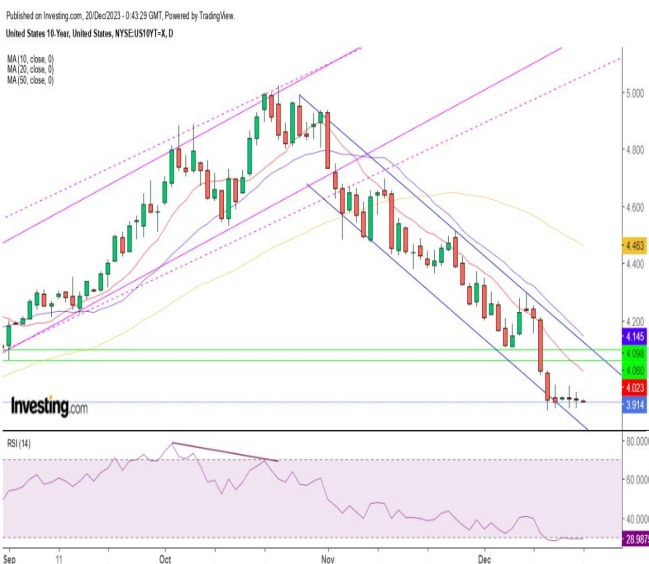 Published on Investing.com, 20/Dec/2023 - 0:43:29 GMT, Powered by TradingView.
United States 10-Year, United States, NYSE:US10YT=X, D
MA (10, close, 0)
MA (20, close, 0)
MA (50, close, 0)
5.000
4.800
4.600
4.463
4.400
4.200
4.145
4.098
4.060
4.023
3.914
Investing.com
RSI (14)
80.0000
40.0000
28.9875
Sep 11 Oct Nov Dec